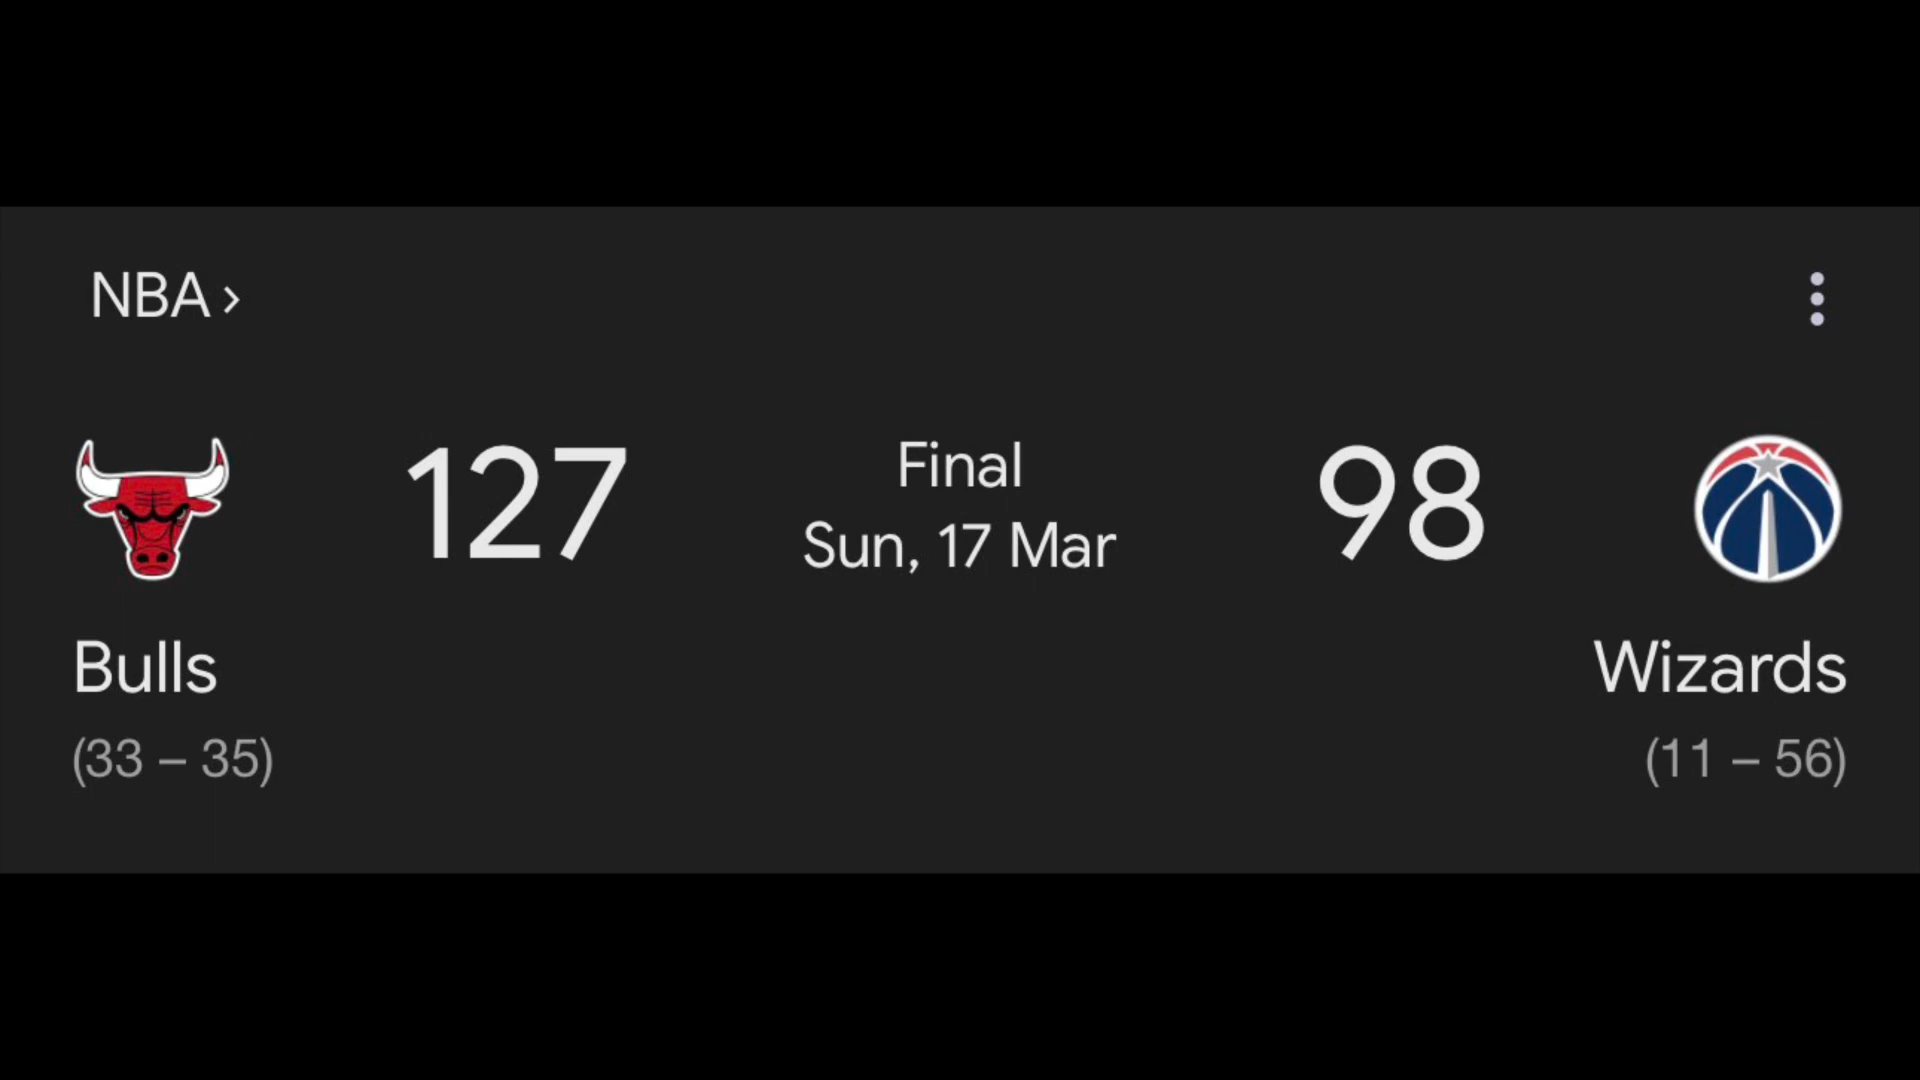 NBA >
127 Final 98
Sun, 17 Mar
Bulls Wizards
(33 – 35) (11 – 56)